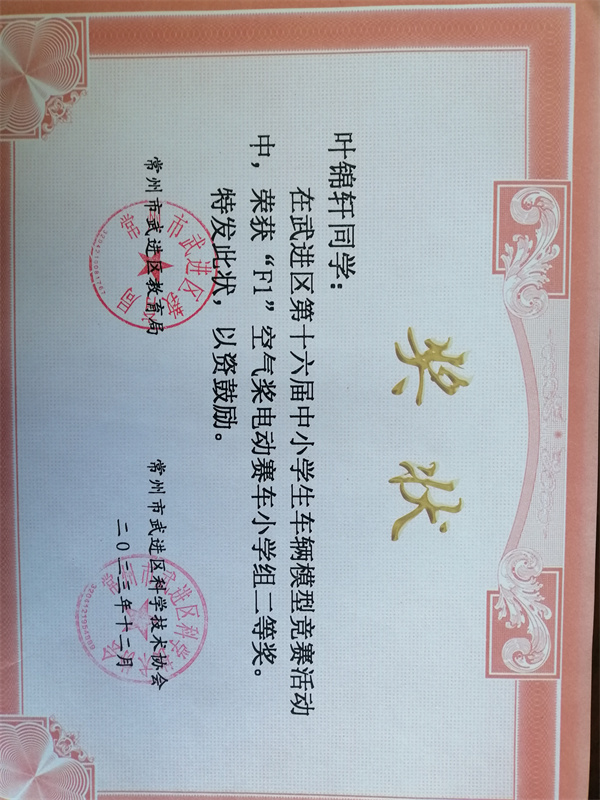 奖状
叶锦轩同学：
在武进区第十六届中小学生车辆模型竞赛活动
中，荣获“F1”空气桨电动赛车小学组二等奖。
特发此状，以资鼓励。
常州市武进区教育局
常州市武进区科学技术协会
二〇二三年十二月